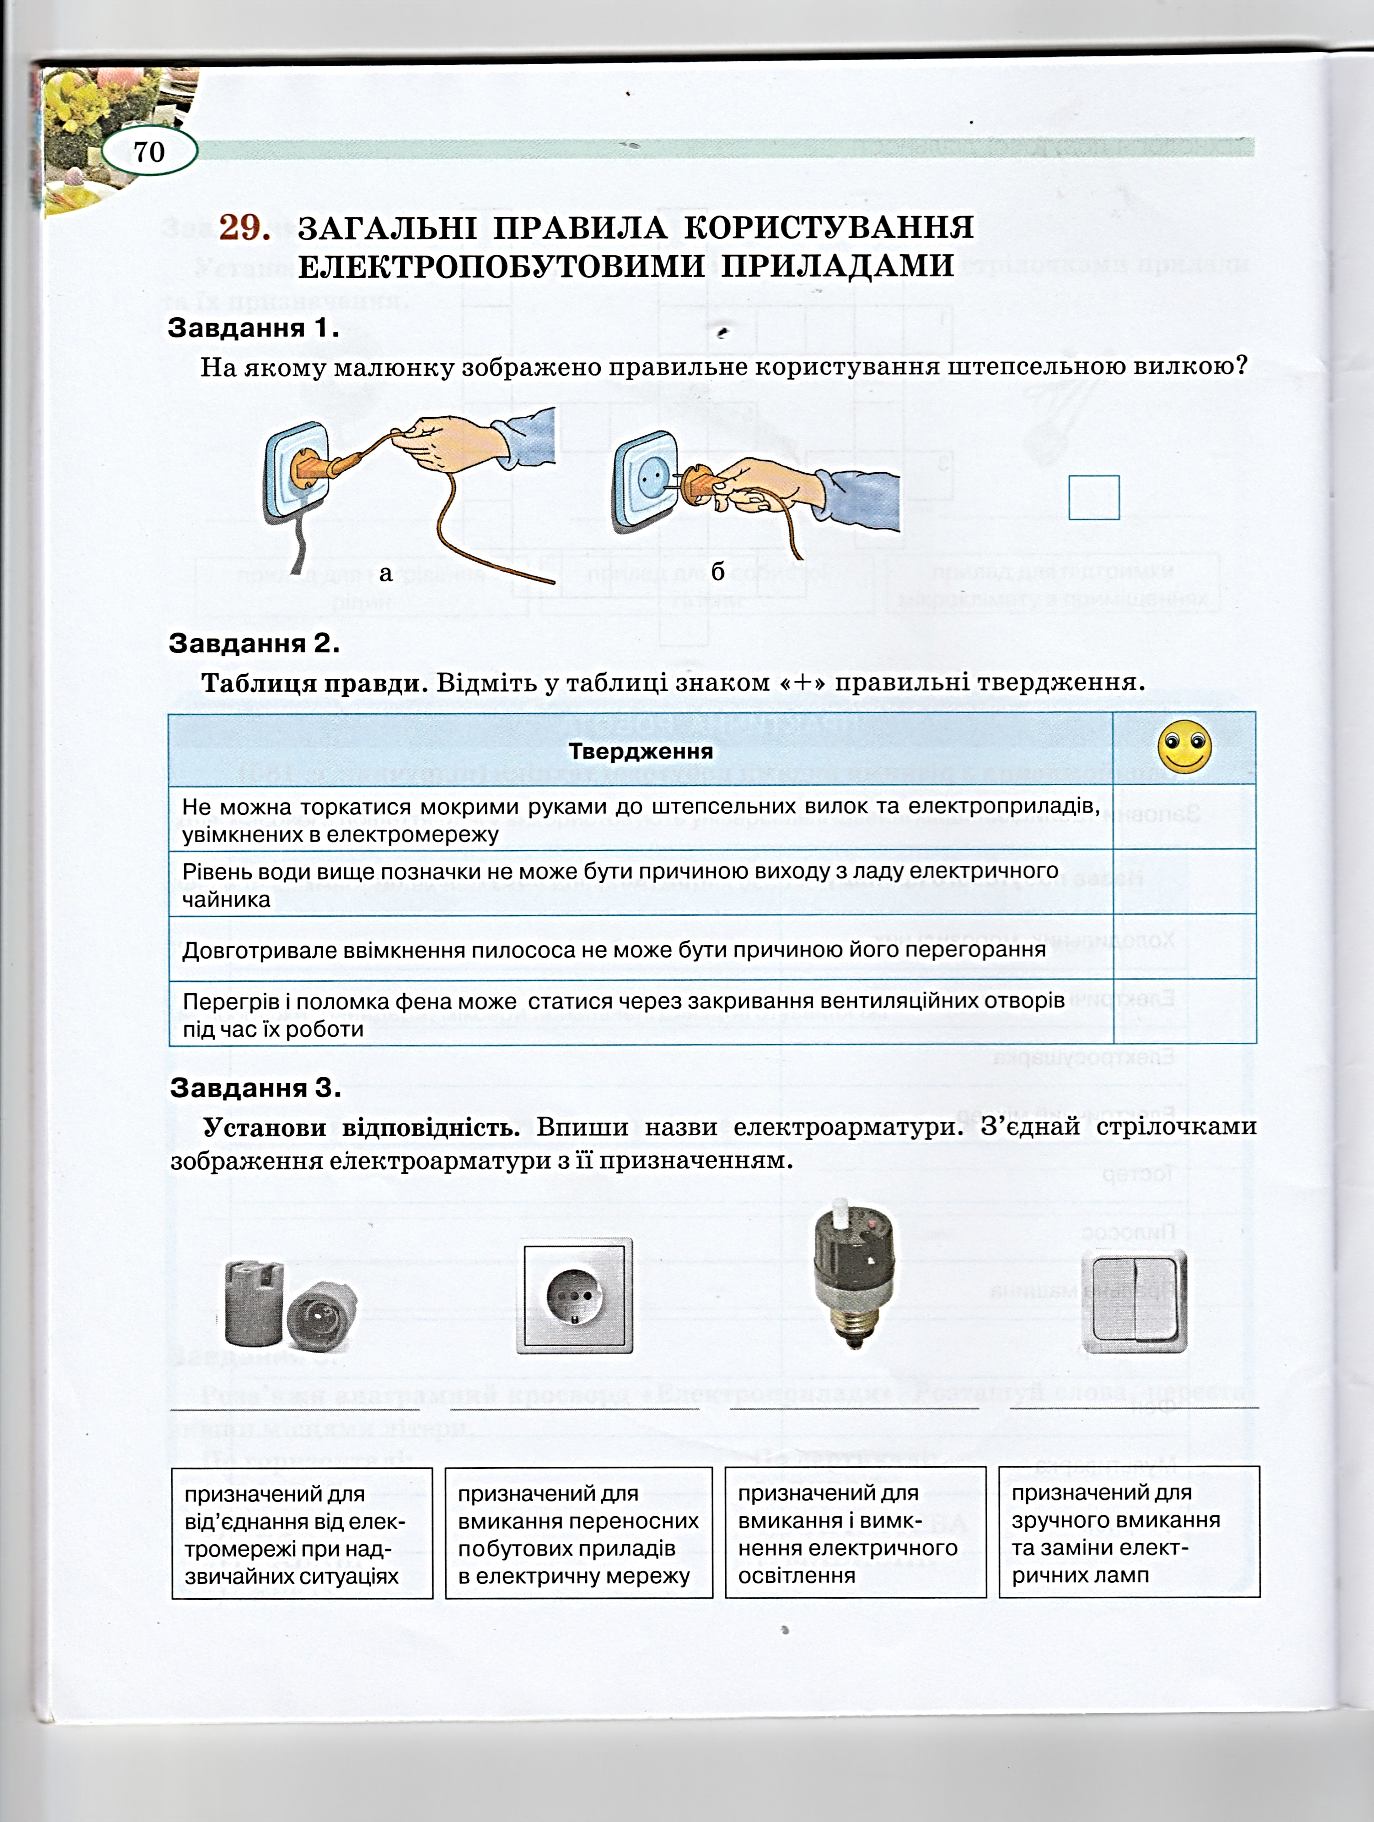 70
29. ЗАГАЛЬНІ ПРАВИЛА КОРИСТУВАННЯ
ЕЛЕКТРОПОБУТОВИМИ ПРИЛАДАМИ
Завдання 1.
На якому малюнку зображено правильне користування штепсельною вилкою?
а
б
Завдання 2.
Таблиця правди. Відміть у таблиці знаком «+» правильні твердження.
Твердження
Не можна торкатися мокрими руками до штепсельних вилок та електроприладів,
увімкнених в електромережу
Рівень води вище позначки не може бути причиною виходу з ладу електричного
чайника
Довготривале ввімкнення пилососа не може бути причиною його перегорання
Перегрів і поломка фена може статися через закривання вентиляційних отворів
під час їх роботи
Завдання 3.
Установи відповідність. Впиши назви електроарматури. З’єднай стрілочками
зображення електроарматури з її призначенням.
призначений для
від’єднання від елек-
тромережі при над-
звичайних ситуаціях
призначений для
вмикання переносних
побутових приладів
в електричну мережу
призначений для
вмикання і вимк-
нення електричного
освітлення
призначений для
зручного вмикання
та заміни елект-
ричних ламп